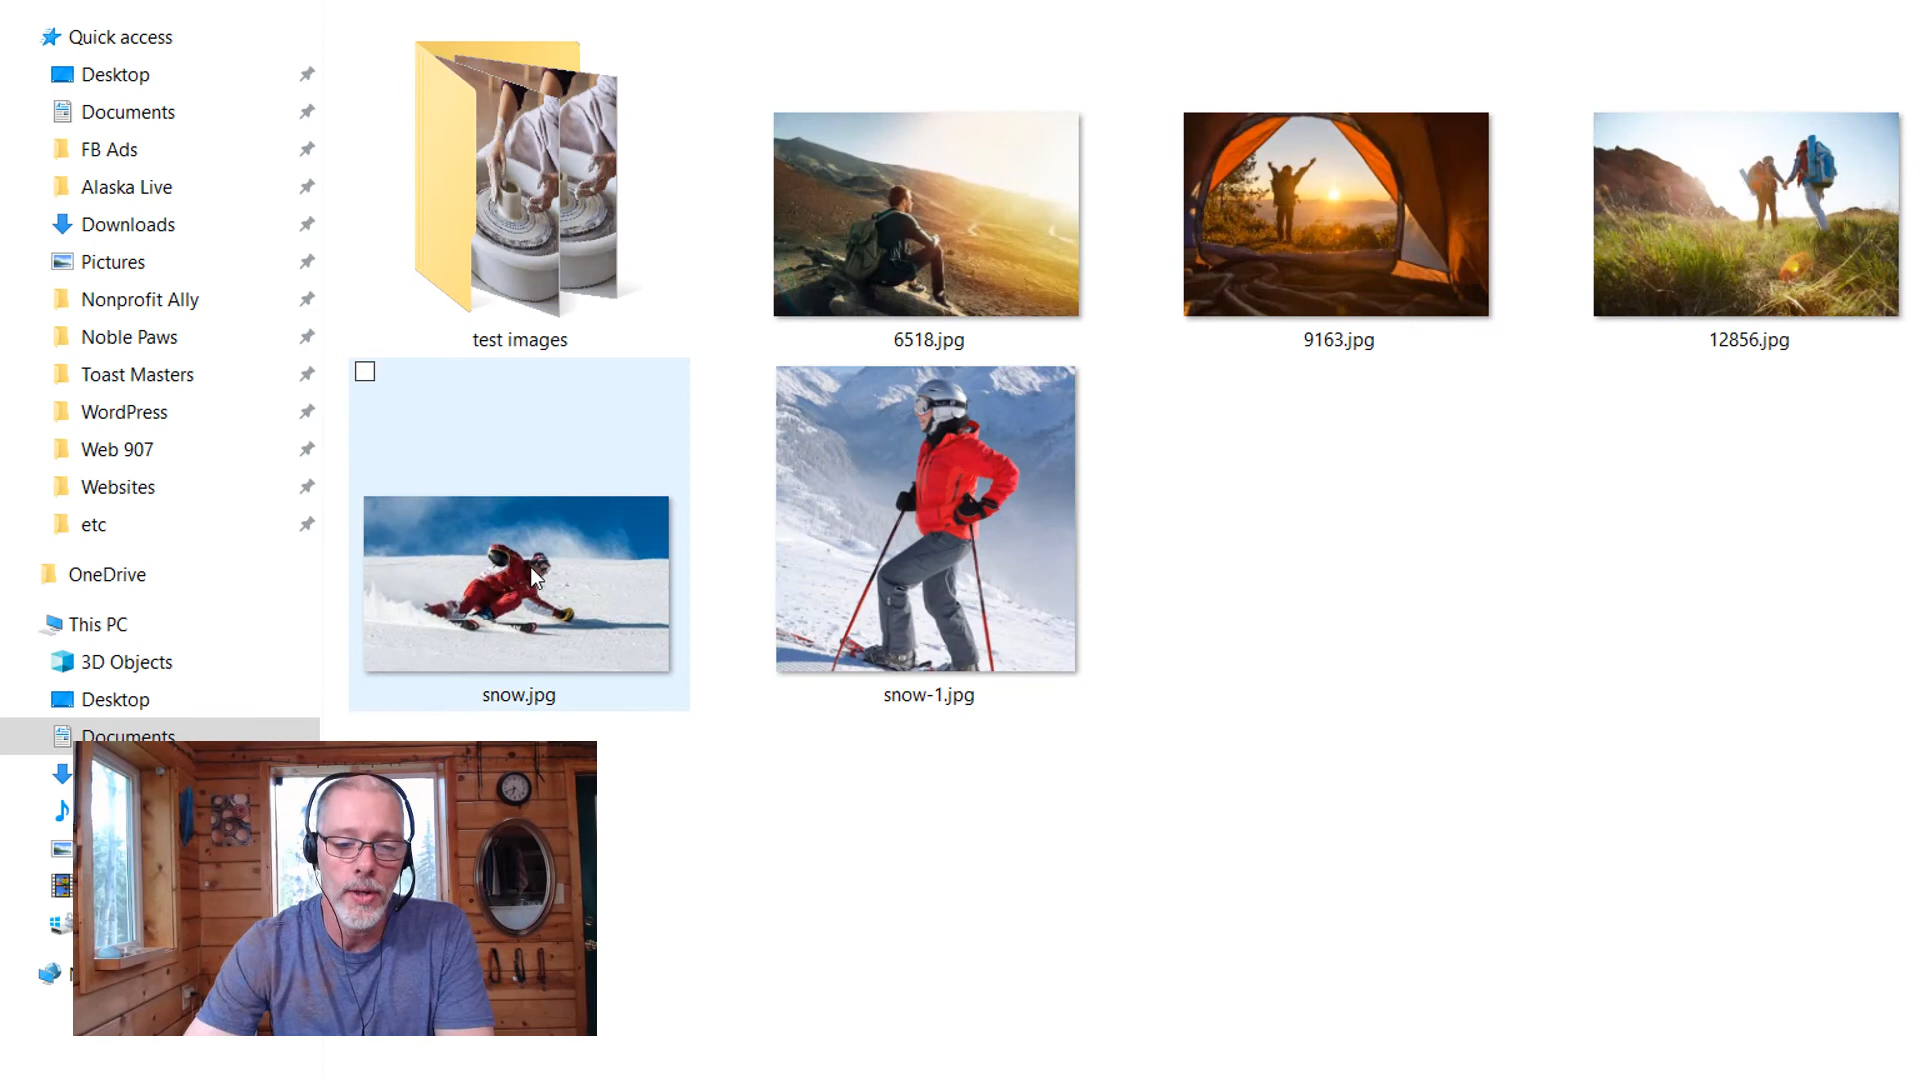 Quick access
Desktop
Documents
FB Ads
Alaska Live
Downloads
Pictures
Nonprofit Ally
Noble Paws
Toast Masters
WordPress
Web 907
Websites
etc
OneDrive
This PC
3D Objects
Desktop
Documents
test images
6518.jpg
9163.jpg
12856.jpg
snow.jpg
snow-1.jpg